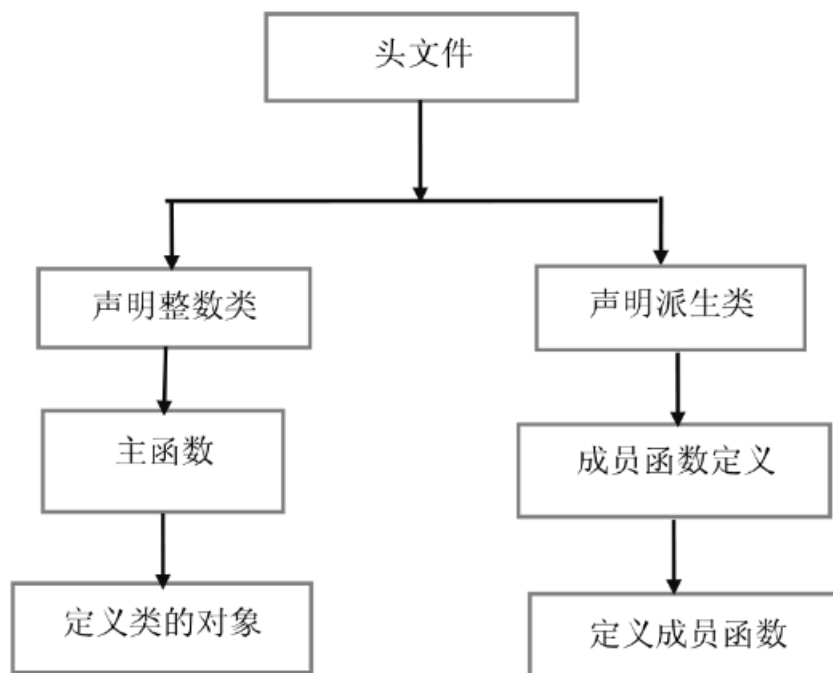 头文件
声明整数类
声明派生类
主函数
成员函数定义
定义类的对象
定义成员函数